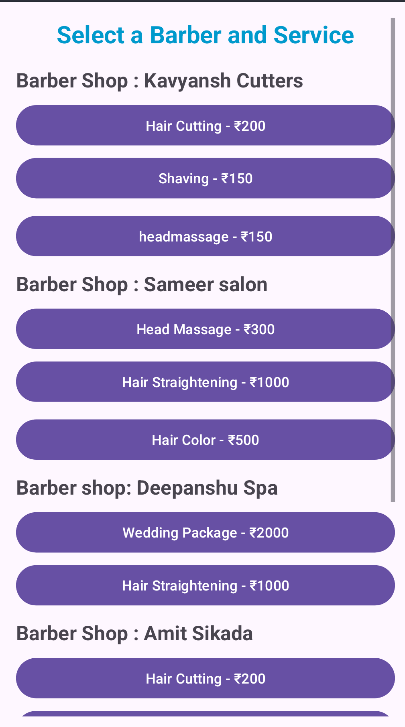 Select a Barber and Service
Barber Shop : Kavyansh Cutters
Hair Cutting - ₹200
Shaving - ₹150
headmassage - ₹150
Barber Shop : Sameer salon
Head Massage - ₹300
Hair Straightening - ₹1000
Hair Color - ₹500
Barber shop: Deepanshu Spa
Wedding Package - ₹2000
Hair Straightening - ₹1000
Barber Shop : Amit Sikada
Hair Cutting - ₹200